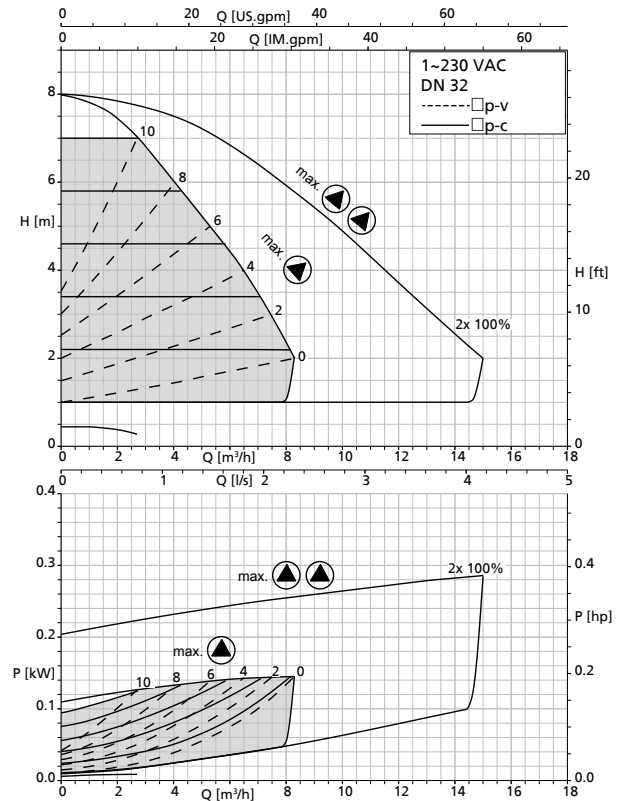 Q [US.gpm]
0 20 40 60
Q [IM.gpm]
0 20 40 60
1~230 VAC
DN 32
□p-v
□p-c
8
6
H [m]
4
2
0
10
8
6
4
2
0
max.
max.
2x 100%
20
H [ft]
10
0
0 2 4 6 8 10 12 14 16 18
Q [m³/h]
0 1 2 3 4 5
Q [l/s]
0.4
0.3
0.2
P [kW]
0.1
0.0
max.
2x 100%
max.
10 8 6 4 2 0
0.4
P [hp]
0.2
0.0
0 2 4 6 8 10 12 14 16 18
Q [m³/h]